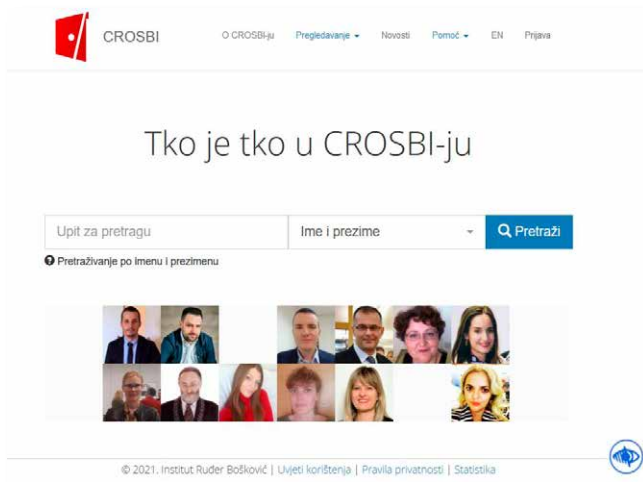 CROSBI O CROSBI-ju Pregledavanje Novosti Pomoć EN Prijava
Tko je tko u CROSBI-ju
Upit za pretragu Ime i prezime Pretraži
Pretraživanje po imenu i prezimenu
© 2021. Institut Ruđer Bošković | Uvjeti korištenja | Pravila privatnosti | Statistika